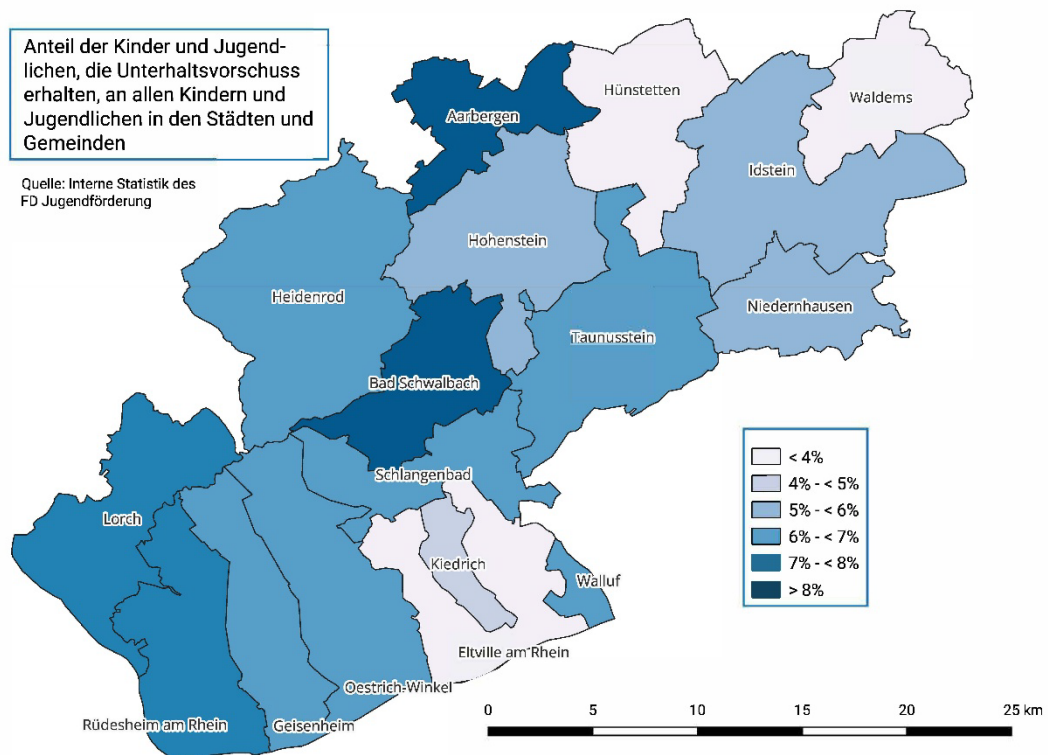 Anteil der Kinder und Jugend-
lichen, die Unterhaltsvorschuss
erhalten, an allen Kindern und
Jugendlichen in den Städten und
Gemeinden
Quelle: Interne Statistik des
FD Jugendförderung
Hünstetten
Waldems
Aarbergen
Idstein
Hohenstein
Heidenrod
Niedernhausen
Taunusstein
Bad Schwalbach
Schlangenbad
Lorch
Kiedrich
Walluf
Eltville am Rhein
Oestrich-Winkel
Rüdesheim am Rhein
Geisenheim
< 4%
4% - < 5%
5% - < 6%
6% - < 7%
7% - < 8%
> 8%
0 5 10 15 20 25 km